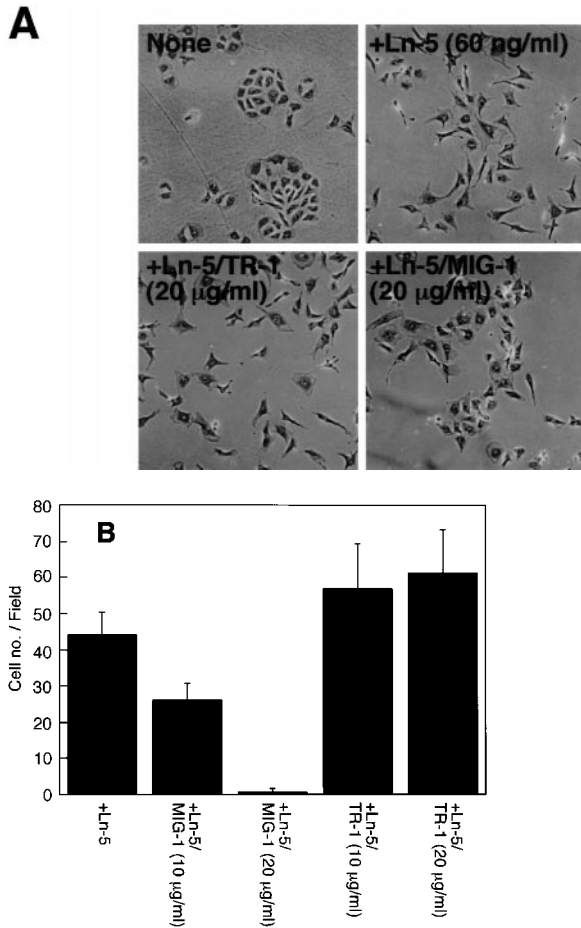 A
None
+Ln-5 (60 ng/ml)
+Ln-5/TR-1
(20 μg/ml)
+Ln-5/MIG-1
(20 μg/ml)
B
80
70
60
50
40
30
20
10
0
Cell no. / Field
+Ln-5
+Ln-5/
MIG-1 (10 μg/ml)
+Ln-5/
MIG-1 (20 μg/ml)
+Ln-5/
TR-1 (10 μg/ml)
+Ln-5/
TR-1 (20 μg/ml)